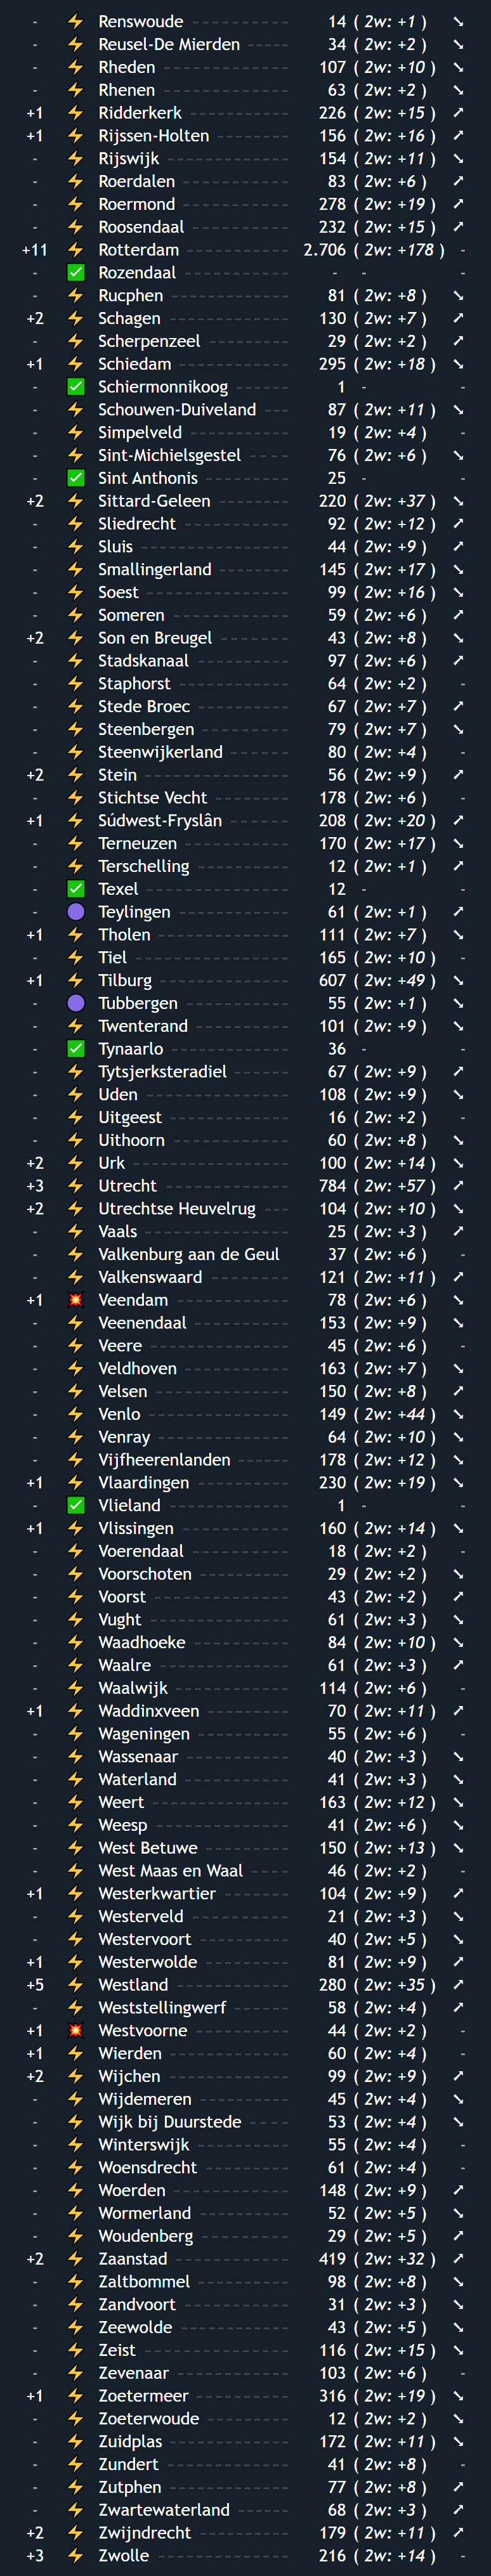 - ⚡ Renswoude ---------- 14 ( 2w: +1 ) ↘
- ⚡ Reusel-De Mierden ---- 34 ( 2w: +2 ) ↘
- ⚡ Rheden ------------- 107 ( 2w: +10 ) ↘
- ⚡ Rhenen ------------- 63 ( 2w: +2 ) ↘
+1 ⚡ Ridderkerk ---------- 226 ( 2w: +15 ) ↗
+1 ⚡ Rijssen-Holten ------- 156 ( 2w: +16 ) ↗
- ⚡ Rijswijk ------------ 154 ( 2w: +11 ) ↘
- ⚡ Roerdalen ---------- 83 ( 2w: +6 ) ↗
- ⚡ Roermond ---------- 278 ( 2w: +19 ) ↗
- ⚡ Roosendaal --------- 232 ( 2w: +15 ) ↗
+11 ⚡ Rotterdam ---------- 2.706 ( 2w: +178 ) -
- ✅ Rozendaal ---------- - - -
- ⚡ Rucphen ------------ 81 ( 2w: +8 ) ↘
+2 ⚡ Schagen ------------ 130 ( 2w: +7 ) ↗
- ⚡ Scherpenzeel -------- 29 ( 2w: +2 ) ↗
+1 ⚡ Schiedam ----------- 295 ( 2w: +18 ) ↘
- ✅ Schiermonnikoog ----- 1 - -
- ⚡ Schouwen-Duiveland -- 87 ( 2w: +11 ) ↘
- ⚡ Simpelveld ---------- 19 ( 2w: +4 ) -
- ⚡ Sint-Michielsgestel ---- 76 ( 2w: +6 ) ↘
- ✅ Sint Anthonis -------- 25 - -
+2 ⚡ Sittard-Geleen ------- 220 ( 2w: +37 ) ↘
- ⚡ Sliedrecht ---------- 92 ( 2w: +12 ) ↗
- ⚡ Sluis --------------- 44 ( 2w: +9 ) ↗
- ⚡ Smallingerland ------- 145 ( 2w: +17 ) ↘
- ⚡ Soest --------------- 99 ( 2w: +16 ) ↘
- ⚡ Someren ------------ 59 ( 2w: +6 ) ↗
+2 ⚡ Son en Breugel ------- 43 ( 2w: +8 ) ↘
- ⚡ Stadskanaal --------- 97 ( 2w: +6 ) ↗
- ⚡ Staphorst ----------- 64 ( 2w: +2 ) -
- ⚡ Stede Broec --------- 67 ( 2w: +7 ) ↗
- ⚡ Steenbergen --------- 79 ( 2w: +7 ) ↘
- ⚡ Steenwijkerland ------ 80 ( 2w: +4 ) -
+2 ⚡ Stein --------------- 56 ( 2w: +9 ) ↗
- ⚡ Stichtse Vecht ------- 178 ( 2w: +6 ) -
+1 ⚡ Súdwest-Fryslân ------ 208 ( 2w: +20 ) ↗
- ⚡ Terneuzen ---------- 170 ( 2w: +17 ) ↘
- ⚡ Terschelling --------- 12 ( 2w: +1 ) ↗
- ✅ Texel --------------- 12 - -
- 🟣 Teylingen ----------- 61 ( 2w: +1 ) ↗
+1 ⚡ Tholen -------------- 111 ( 2w: +7 ) ↘
- ⚡ Tiel ---------------- 165 ( 2w: +10 ) -
+1 ⚡ Tilburg ------------- 607 ( 2w: +49 ) ↘
- 🟣 Tubbergen ---------- 55 ( 2w: +1 ) ↘
- ⚡ Twenterand --------- 101 ( 2w: +9 ) ↘
- ✅ Tynaarlo ------------ 36 - -
- ⚡ Tytsjerksteradiel ----- 67 ( 2w: +9 ) ↗
- ⚡ Uden --------------- 108 ( 2w: +9 ) ↘
- ⚡ Uitgeest ------------ 16 ( 2w: +2 ) -
- ⚡ Uithoorn ------------ 60 ( 2w: +8 ) ↘
+2 ⚡ Urk ---------------- 100 ( 2w: +14 ) ↘
+3 ⚡ Utrecht ------------- 784 ( 2w: +57 ) ↗
+2 ⚡ Utrechtse Heuvelrug --- 104 ( 2w: +10 ) ↘
- ⚡ Vaals --------------- 25 ( 2w: +3 ) ↗
- ⚡ Valkenburg aan de Geul 37 ( 2w: +6 ) -
- ⚡ Valkenswaard -------- 121 ( 2w: +11 ) ↗
+1 💥 Veendam ------------ 78 ( 2w: +6 ) ↘
- ⚡ Veenendaal --------- 153 ( 2w: +9 ) ↘
- ⚡ Veere --------------- 45 ( 2w: +6 ) -
- ⚡ Veldhoven ---------- 163 ( 2w: +7 ) ↘
- ⚡ Velsen -------------- 150 ( 2w: +8 ) ↗
- ⚡ Venlo --------------- 149 ( 2w: +44 ) ↘
- ⚡ Venray -------------- 64 ( 2w: +10 ) ↘
- ⚡ Vijfheerenlanden ----- 178 ( 2w: +12 ) ↘
+1 ⚡ Vlaardingen --------- 230 ( 2w: +19 ) ↘
- ✅ Vlieland ------------ 1 - -
+1 ⚡ Vlissingen ----------- 160 ( 2w: +14 ) ↘
- ⚡ Voerendaal ---------- 18 ( 2w: +2 ) -
- ⚡ Voorschoten --------- 29 ( 2w: +2 ) ↘
- ⚡ Voorst -------------- 43 ( 2w: +2 ) ↗
- ⚡ Vught --------------- 61 ( 2w: +3 ) ↘
- ⚡ Waadhoeke ---------- 84 ( 2w: +10 ) ↘
- ⚡ Waalre -------------- 61 ( 2w: +3 ) ↗
- ⚡ Waalwijk ------------ 114 ( 2w: +6 ) -
+1 ⚡ Waddinxveen -------- 70 ( 2w: +11 ) ↗
- ⚡ Wageningen --------- 55 ( 2w: +6 ) -
- ⚡ Wassenaar ---------- 40 ( 2w: +3 ) ↘
- ⚡ Waterland ---------- 41 ( 2w: +3 ) ↘
- ⚡ Weert -------------- 163 ( 2w: +12 ) ↘
- ⚡ Weesp -------------- 41 ( 2w: +6 ) ↘
- ⚡ West Betuwe -------- 150 ( 2w: +13 ) ↘
- ⚡ West Maas en Waal ---- 46 ( 2w: +2 ) -
+1 ⚡ Westerkwartier ------- 104 ( 2w: +9 ) ↗
- ⚡ Westerveld ---------- 21 ( 2w: +3 ) ↘
- ⚡ Westervoort --------- 40 ( 2w: +5 ) ↘
+1 ⚡ Westerwolde --------- 81 ( 2w: +9 ) ↗
+5 ⚡ Westland ------------ 280 ( 2w: +35 ) ↗
- ⚡ Weststellingwerf ------ 58 ( 2w: +4 ) ↗
+1 💥 Westvoorne --------- 44 ( 2w: +2 ) -
+1 ⚡ Wierden ------------ 60 ( 2w: +4 ) -
+2 ⚡ Wijchen ------------- 99 ( 2w: +9 ) ↗
- ⚡ Wijdemeren --------- 45 ( 2w: +4 ) ↘
- ⚡ Wijk bij Duurstede ---- 53 ( 2w: +4 ) ↘
- ⚡ Winterswijk --------- 55 ( 2w: +4 ) -
- ⚡ Woensdrecht -------- 61 ( 2w: +4 ) -
- ⚡ Woerden ------------ 148 ( 2w: +9 ) ↗
- ⚡ Wormerland --------- 52 ( 2w: +5 ) ↘
- ⚡ Woudenberg --------- 29 ( 2w: +5 ) ↗
+2 ⚡ Zaanstad ------------ 419 ( 2w: +32 ) ↗
- ⚡ Zaltbommel --------- 98 ( 2w: +8 ) ↘
- ⚡ Zandvoort ----------- 31 ( 2w: +3 ) ↘
- ⚡ Zeewolde ----------- 43 ( 2w: +5 ) ↘
- ⚡ Zeist --------------- 116 ( 2w: +15 ) ↘
- ⚡ Zevenaar ------------ 103 ( 2w: +6 ) -
+1 ⚡ Zoetermeer ---------- 316 ( 2w: +19 ) ↘
- ⚡ Zoeterwoude -------- 12 ( 2w: +2 ) ↘
- ⚡ Zuidplas ------------ 172 ( 2w: +11 ) ↘
- ⚡ Zundert ------------- 41 ( 2w: +8 ) -
- ⚡ Zutphen ------------ 77 ( 2w: +8 ) ↗
- ⚡ Zwartewaterland ------ 68 ( 2w: +3 ) ↗
+2 ⚡ Zwijndrecht --------- 179 ( 2w: +11 ) ↗
+3 ⚡ Zwolle -------------- 216 ( 2w: +14 ) -